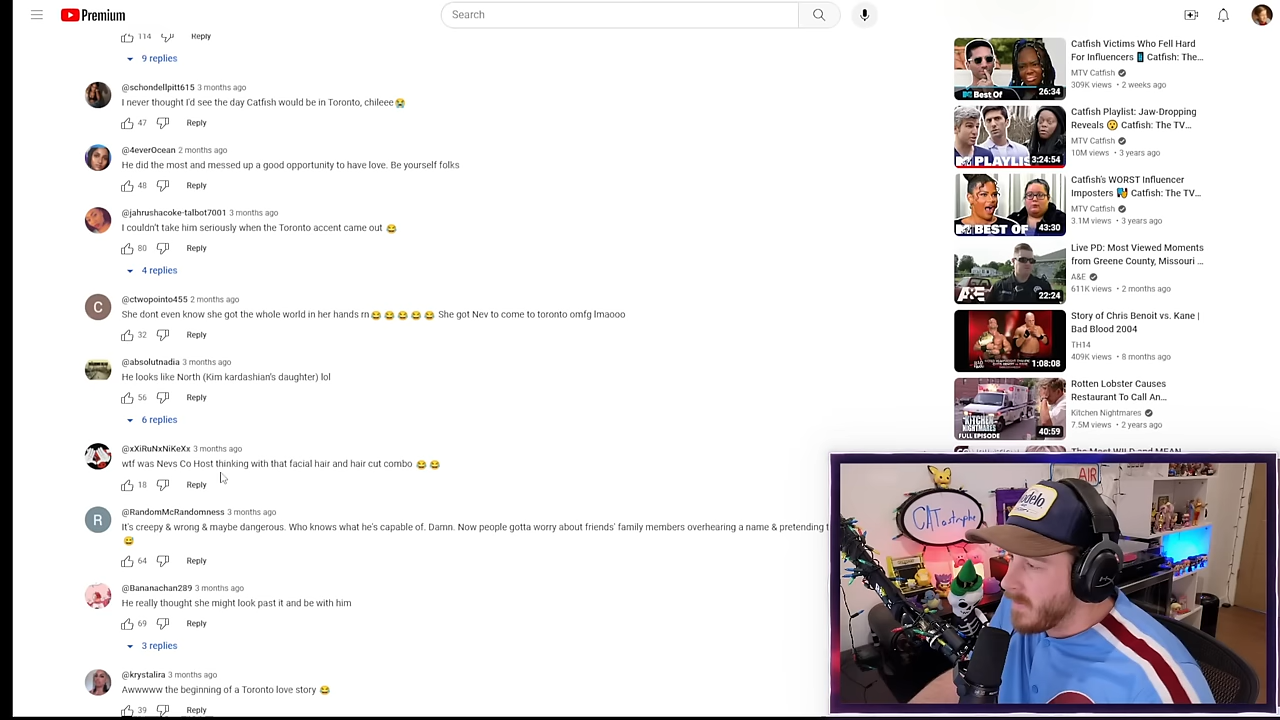 Premium
Search
114 Reply
9 replies
@schondellpitt615 3 months ago
I never thought I'd see the day Catfish would be in Toronto, chileee😭
47 Reply
@4everOcean 2 months ago
He did the most and messed up a good opportunity to have love. Be yourself folks
48 Reply
@jahrushacoke-talbot7001 3 months ago
I couldn't take him seriously when the Toronto accent came out 😂
80 Reply
4 replies
C
@ctwopointo455 2 months ago
She dont even know she got the whole world in her hands rn😂😂😂😂😂 She got Nev to come to toronto omfg lmaooo
32 Reply
@absolutnadia 3 months ago
He looks like North (Kim kardashian's daughter) lol
56 Reply
6 replies
@xXiRuNxNiKeXx 3 months ago
wtf was Nevs Co Host thinking with that facial hair and hair cut combo 😂😂
18 Reply
R
@RandomMcRandomness 3 months ago
It's creepy & wrong & maybe dangerous. Who knows what he's capable of. Damn. Now people gotta worry about friends' family members overhearing a name & pretending t
😅
64 Reply
@Bananachan289 3 months ago
He really thought she might look past it and be with him
69 Reply
3 replies
@krystalira 3 months ago
Awwwww the beginning of a Toronto love story 😂
39 Reply
Best Of
26:34
Catfish Victims Who Fell Hard
For Influencers 📱 Catfish: The...
MTV Catfish
309K views • 2 weeks ago
PLAYLIS
3:24:54
Catfish Playlist: Jaw-Dropping
Reveals 😮 Catfish: The TV...
MTV Catfish
10M views • 3 years ago
BEST OF
43:30
Catfish's WORST Influencer
Imposters Catfish: The TV...
MTV Catfish
3.1M views • 3 years ago
A&E
22:24
Live PD: Most Viewed Moments
from Greene County, Missouri ...
A&E
611K views • 2 months ago
1:08:08
Story of Chris Benoit vs. Kane |
Bad Blood 2004
TH14
409K views • 8 months ago
KITCHEN
NIGHTMARES
FULL EPISODE
40:59
Rotten Lobster Causes
Restaurant To Call An...
Kitchen Nightmares
7.5M views • 2 years ago
AIR
CATastrophe
Modelo